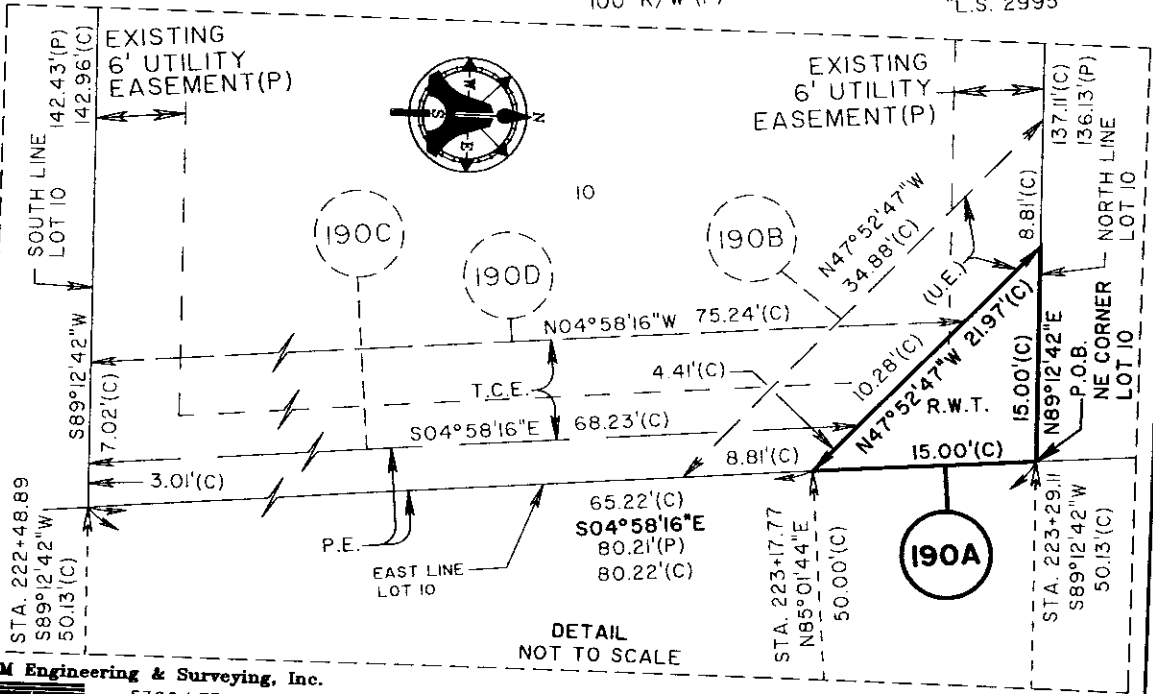 100' R/W (P)
"L.S. 2995
EXISTING
6' UTILITY
EASEMENT(P)
142.43'(P)
142.96'(C)
SOUTH LINE
LOT 10
S89°12'42"W
7.02'(C)
3.01'(C)
STA. 222+48.89
S89°12'42"W
50.13'(C)
W
N
S
E
10
EXISTING
6' UTILITY
EASEMENT(P)
137.11'(C)
136.13'(P)
NORTH LINE
LOT 10
8.81'(C)
190C
190D
190B
N47°52'47"W
34.88'(C)
(U.E.)
N04°58'16"W 75.24'(C)
T.C.E.
4.41'(C)
10.28'(C)
N47°52'47"W 21.97'(C)
R.W.T.
15.00'(C)
N89°12'42"E
P.O.B.
NE CORNER
LOT 10
S04°58'16"E 68.23'(C)
8.81'(C)
15.00'(C)
P.E.
EAST LINE
LOT 10
65.22'(C)
S04°58'16"E
80.21'(P)
80.22'(C)
STA. 223+17.77
N85°01'44"E
50.00'(C)
190A
STA. 223+29.11
S89°12'42"W
50.13'(C)
DETAIL
NOT TO SCALE
M Engineering & Surveying, Inc.